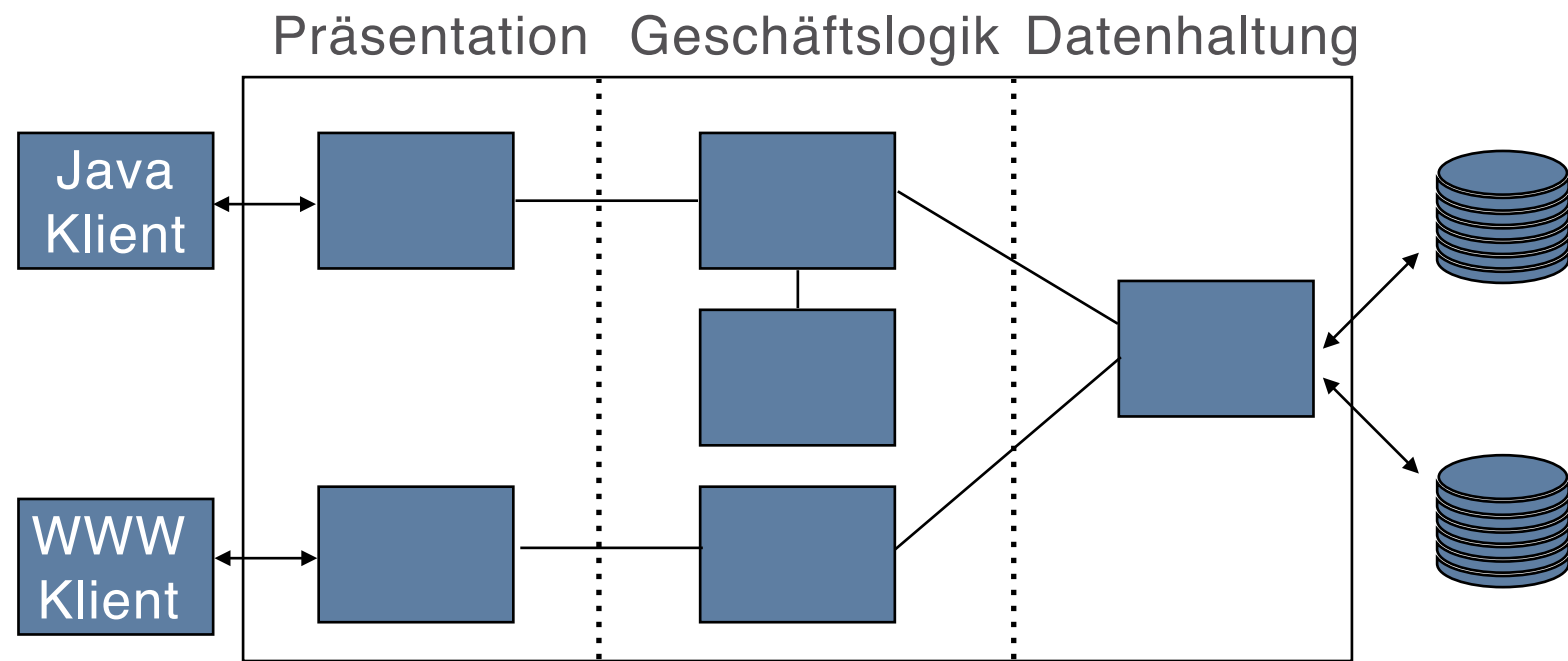 Präsentation Geschäftslogik Datenhaltung
Java
Klient
WWW
Klient